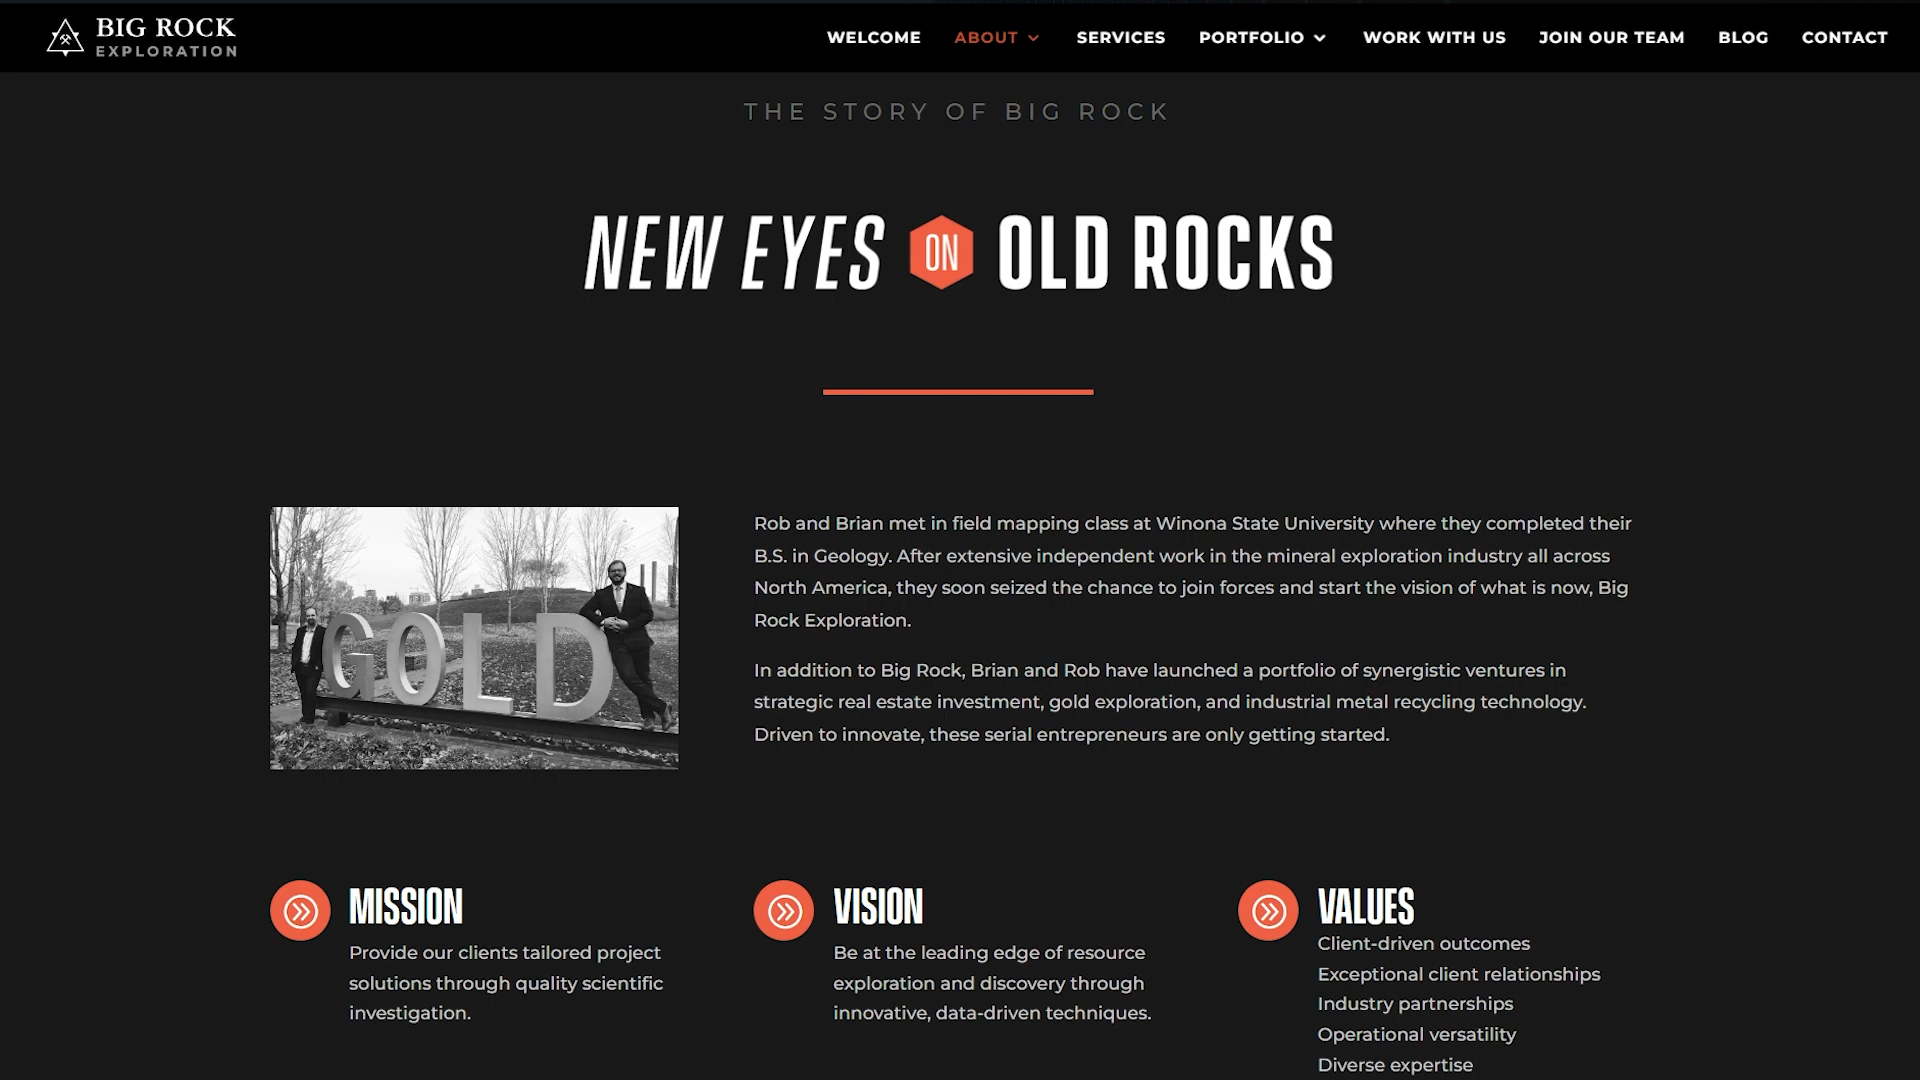 BIG ROCK
EXPLORATION
WELCOME
ABOUT
SERVICES
PORTFOLIO
WORK WITH US
JOIN OUR TEAM
BLOG
CONTACT
THE STORY OF BIG ROCK
NEW EYES ON OLD ROCKS
GOLD
Rob and Brian met in field mapping class at Winona State University where they completed their
B.S. in Geology. After extensive independent work in the mineral exploration industry all across
North America, they soon seized the chance to join forces and start the vision of what is now, Big
Rock Exploration.
In addition to Big Rock, Brian and Rob have launched a portfolio of synergistic ventures in
strategic real estate investment, gold exploration, and industrial metal recycling technology.
Driven to innovate, these serial entrepreneurs are only getting started.
MISSION
Provide our clients tailored project
solutions through quality scientific
investigation.
VISION
Be at the leading edge of resource
exploration and discovery through
innovative, data-driven techniques.
VALUES
Client-driven outcomes
Exceptional client relationships
Industry partnerships
Operational versatility
Diverse expertise